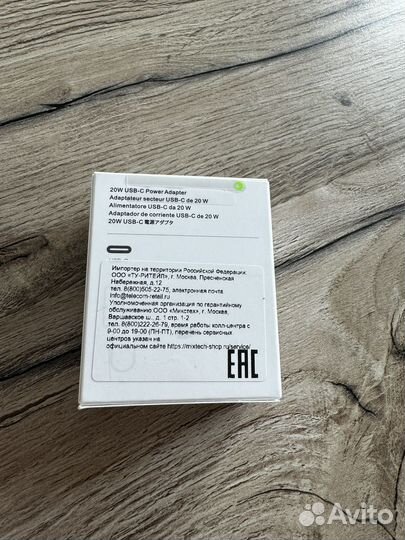 20W USB-C Power Adapter
Adaptateur secteur USB-C de 20 W
Alimentatore USB-C da 20 W
Adaptador de corriente USB-C de 20 W
20W USB-C 電源アダプタ
Импортер на территории Российской Федерации:
ООО «ТУ-РИТЕЙЛ», г. Москва, Пресненская
Набережная, д.12
тел. 8(800)505-22-75, электронная почта
info@telecom-retail.ru
Уполномоченная организация по гарантийному
обслуживанию ООО «Микстех», г. Москва,
Варшавское ш., д.1 стр. 1-2
тел. 8(800)222-26-79, время работы колл-центра с
9-00 до 19-00 (ПН-ПТ), перечень сервисных
центров указан на
официальном сайте https://mixtech-shop.ru/service/
EAC
Avito